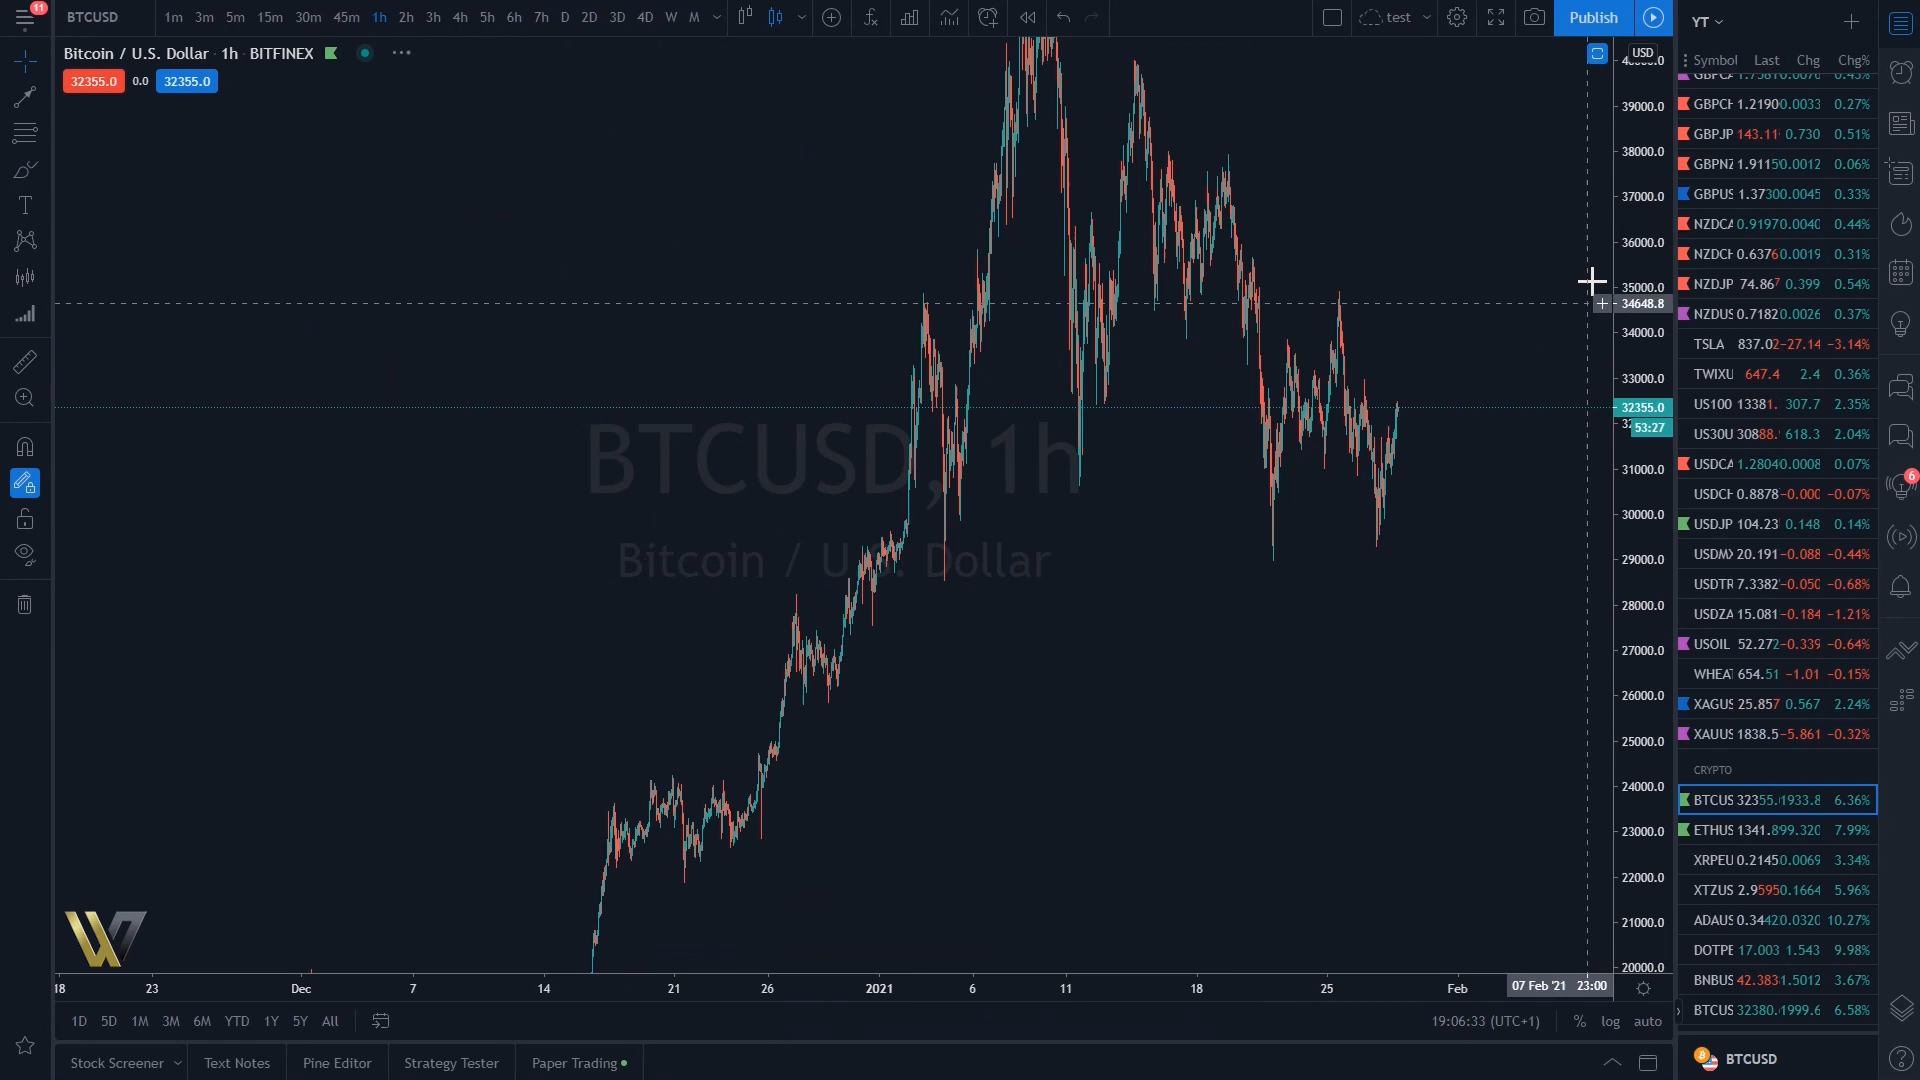 11
BTCUSD 1m 3m 5m 15m 30m 45m 1h 2h 3h 4h 5h 6h 7h D 2D 3D 4D W M test Publish YT
Bitcoin / U.S. Dollar · 1h · BITFINEX
32355.0 0.0 32355.0
USD
39000.0
38000.0
37000.0
36000.0
35000.0
34648.8
34000.0
33000.0
32355.0
53:27
31000.0
30000.0
29000.0
28000.0
27000.0
26000.0
25000.0
24000.0
23000.0
22000.0
21000.0
20000.0
BTCUSD, 1h
Bitcoin / U.S. Dollar
18 23 Dec 7 14 21 26 2021 6 11 18 25 Feb 07 Feb '21 23:00
1D 5D 1M 3M 6M YTD 1Y 5Y All 19:06:33 (UTC+1) % log auto
Stock Screener Text Notes Pine Editor Strategy Tester Paper Trading
Symbol Last Chg Chg%
GBPCH 1.2190 0.0033 0.27%
GBPJP 143.11 0.730 0.51%
GBPNZ 1.9115 0.0012 0.06%
GBPUS 1.3730 0.0045 0.33%
NZDCA 0.9197 0.0040 0.44%
NZDCH 0.6376 0.0019 0.31%
NZDJP 74.867 0.399 0.54%
NZDUS 0.7182 0.0026 0.37%
TSLA 837.02 -27.14 -3.14%
TWIXU 647.4 2.4 0.36%
US100 13381. 307.7 2.35%
US30U 30888. 618.3 2.04%
USDCA 1.2804 0.0008 0.07%
USDCH 0.8878 -0.000 -0.07%
USDJP 104.23 0.148 0.14%
USDMX 20.191 -0.088 -0.44%
USDTR 7.3382 -0.050 -0.68%
USDZA 15.081 -0.184 -1.21%
USOIL 52.272 -0.339 -0.64%
WHEAT 654.51 -1.01 -0.15%
XAGUS 25.857 0.567 2.24%
XAUUS 1838.5 -5.861 -0.32%
CRYPTO
BTCUS 32355. 1933.8 6.36%
ETHUS 1341.8 99.320 7.99%
XRPEU 0.2145 0.0069 3.34%
XTZUS 2.9595 0.1664 5.96%
ADAUS 0.3442 0.0320 10.27%
DOTPE 17.003 1.543 9.98%
BNBUS 42.383 1.5012 3.67%
BTCUS 32380. 1999.6 6.58%
BTCUSD
6